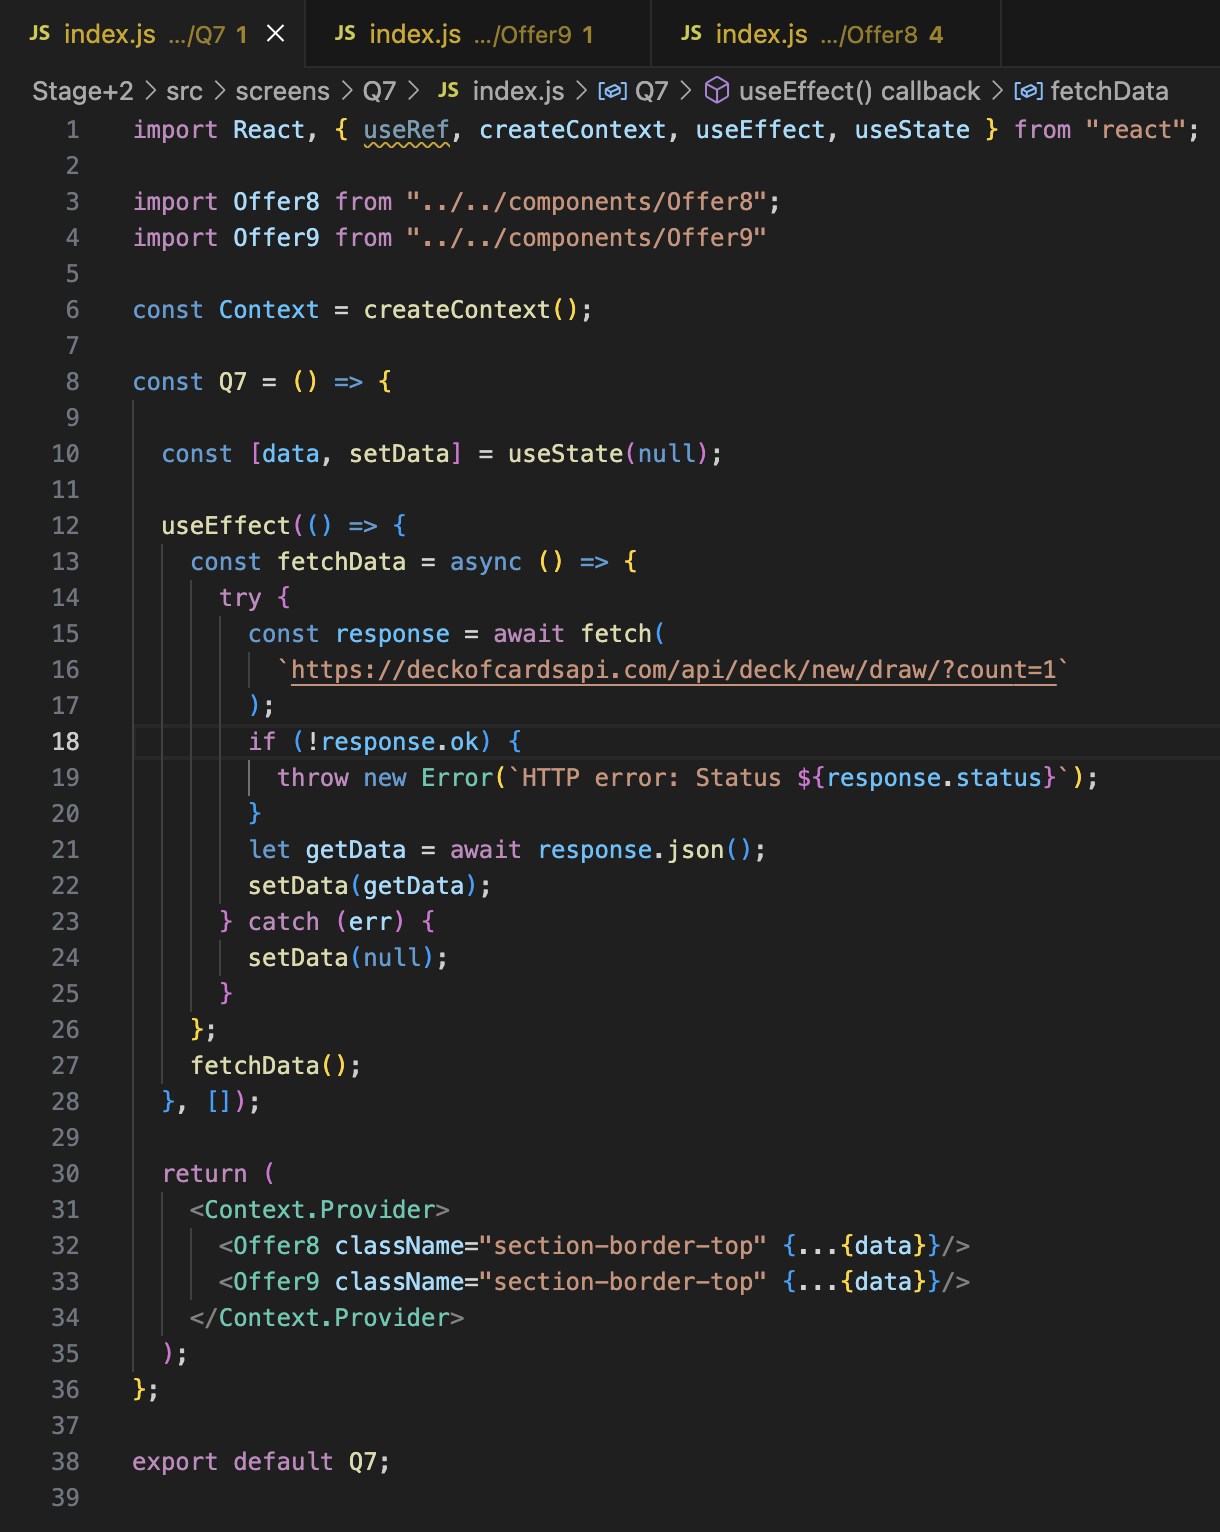 JS index.js .../Q7 1 × JS index.js .../Offer9 1 JS index.js .../Offer8 4
Stage+2 > src > screens > Q7 > JS index.js > Q7 > useEffect() callback > fetchData
1 import React, { useRef, createContext, useEffect, useState } from "react";
2
3 import Offer8 from "../../components/Offer8";
4 import Offer9 from "../../components/Offer9"
5
6 const Context = createContext();
7
8 const Q7 = () => {
9
10   const [data, setData] = useState(null);
11
12   useEffect(() => {
13     const fetchData = async () => {
14       try {
15         const response = await fetch(
16           `https://deckofcardsapi.com/api/deck/new/draw/?count=1`
17         );
18         if (!response.ok) {
19           throw new Error(`HTTP error: Status ${response.status}`);
20         }
21         let getData = await response.json();
22         setData(getData);
23       } catch (err) {
24         setData(null);
25       }
26     };
27     fetchData();
28   }, []);
29
30   return (
31     <Context.Provider>
32       <Offer8 className="section-border-top" {...{data}}/>
33       <Offer9 className="section-border-top" {...{data}}/>
34     </Context.Provider>
35   );
36 };
37
38 export default Q7;
39